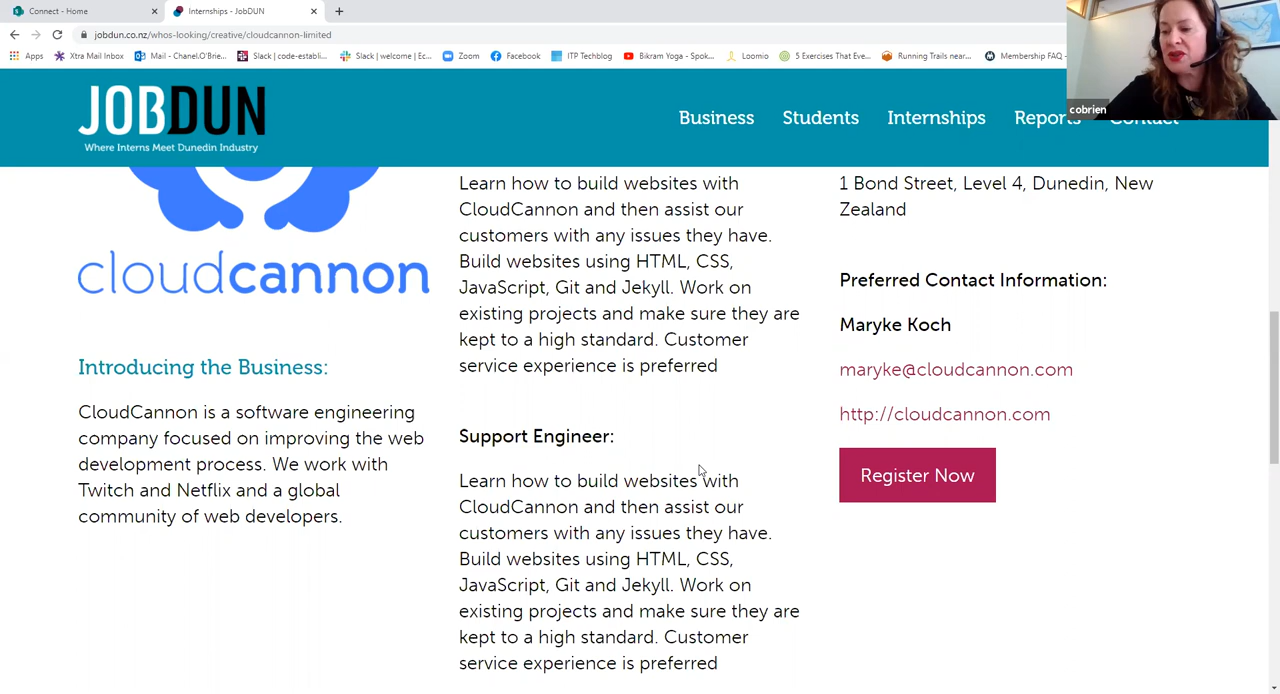 Connect - Home
Internships - JobDUN
jobdun.co.nz/whos-looking/creative/cloudcannon-limited
Apps
Xtra Mail Inbox
Mail - Chanel.O'Brie...
Slack | code-establi...
Slack | welcome | Ec...
Zoom
Facebook
ITP Techblog
Bikram Yoga - Spok...
Loomio
5 Exercises That Eve...
Running Trails near...
Membership FAQ -
cobrien
JOBDUN
Where Interns Meet Dunedin Industry
Business
Students
Internships
Reports
Contact
cloudcannon
Introducing the Business:
CloudCannon is a software engineering
company focused on improving the web
development process. We work with
Twitch and Netflix and a global
community of web developers.
Learn how to build websites with
CloudCannon and then assist our
customers with any issues they have.
Build websites using HTML, CSS,
JavaScript, Git and Jekyll. Work on
existing projects and make sure they are
kept to a high standard. Customer
service experience is preferred
Support Engineer:
Learn how to build websites with
CloudCannon and then assist our
customers with any issues they have.
Build websites using HTML, CSS,
JavaScript, Git and Jekyll. Work on
existing projects and make sure they are
kept to a high standard. Customer
service experience is preferred
1 Bond Street, Level 4, Dunedin, New
Zealand
Preferred Contact Information:
Maryke Koch
maryke@cloudcannon.com
http://cloudcannon.com
Register Now